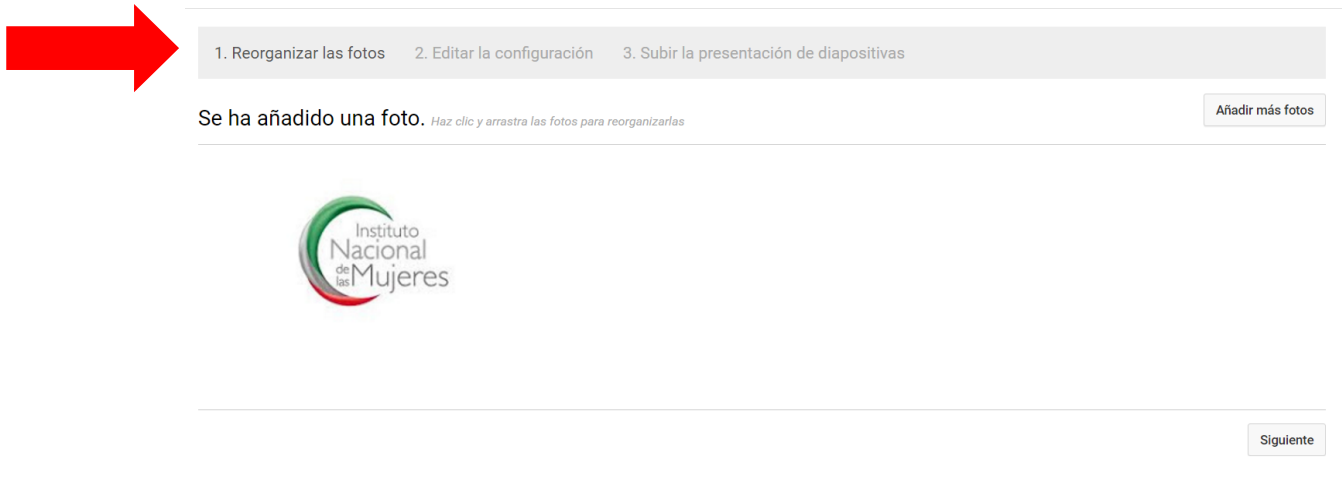 1. Reorganizar las fotos 2. Editar la configuración 3. Subir la presentación de diapositivas
Se ha añadido una foto. Haz clic y arrastra las fotos para reorganizarlas
Añadir más fotos
Instituto
Nacional
de las Mujeres
Siguiente